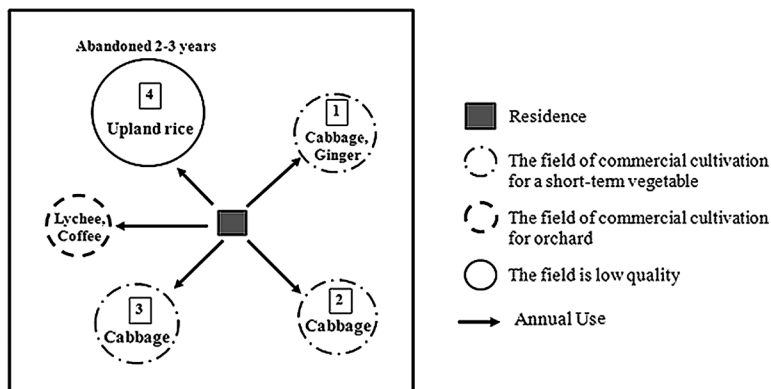 Abandoned 2-3 years
4
Upland rice
1
Cabbage,
Ginger
Lychee,
Coffee
3
Cabbage
2
Cabbage
Residence
The field of commercial cultivation
for a short-term vegetable
The field of commercial cultivation
for orchard
The field is low quality
Annual Use